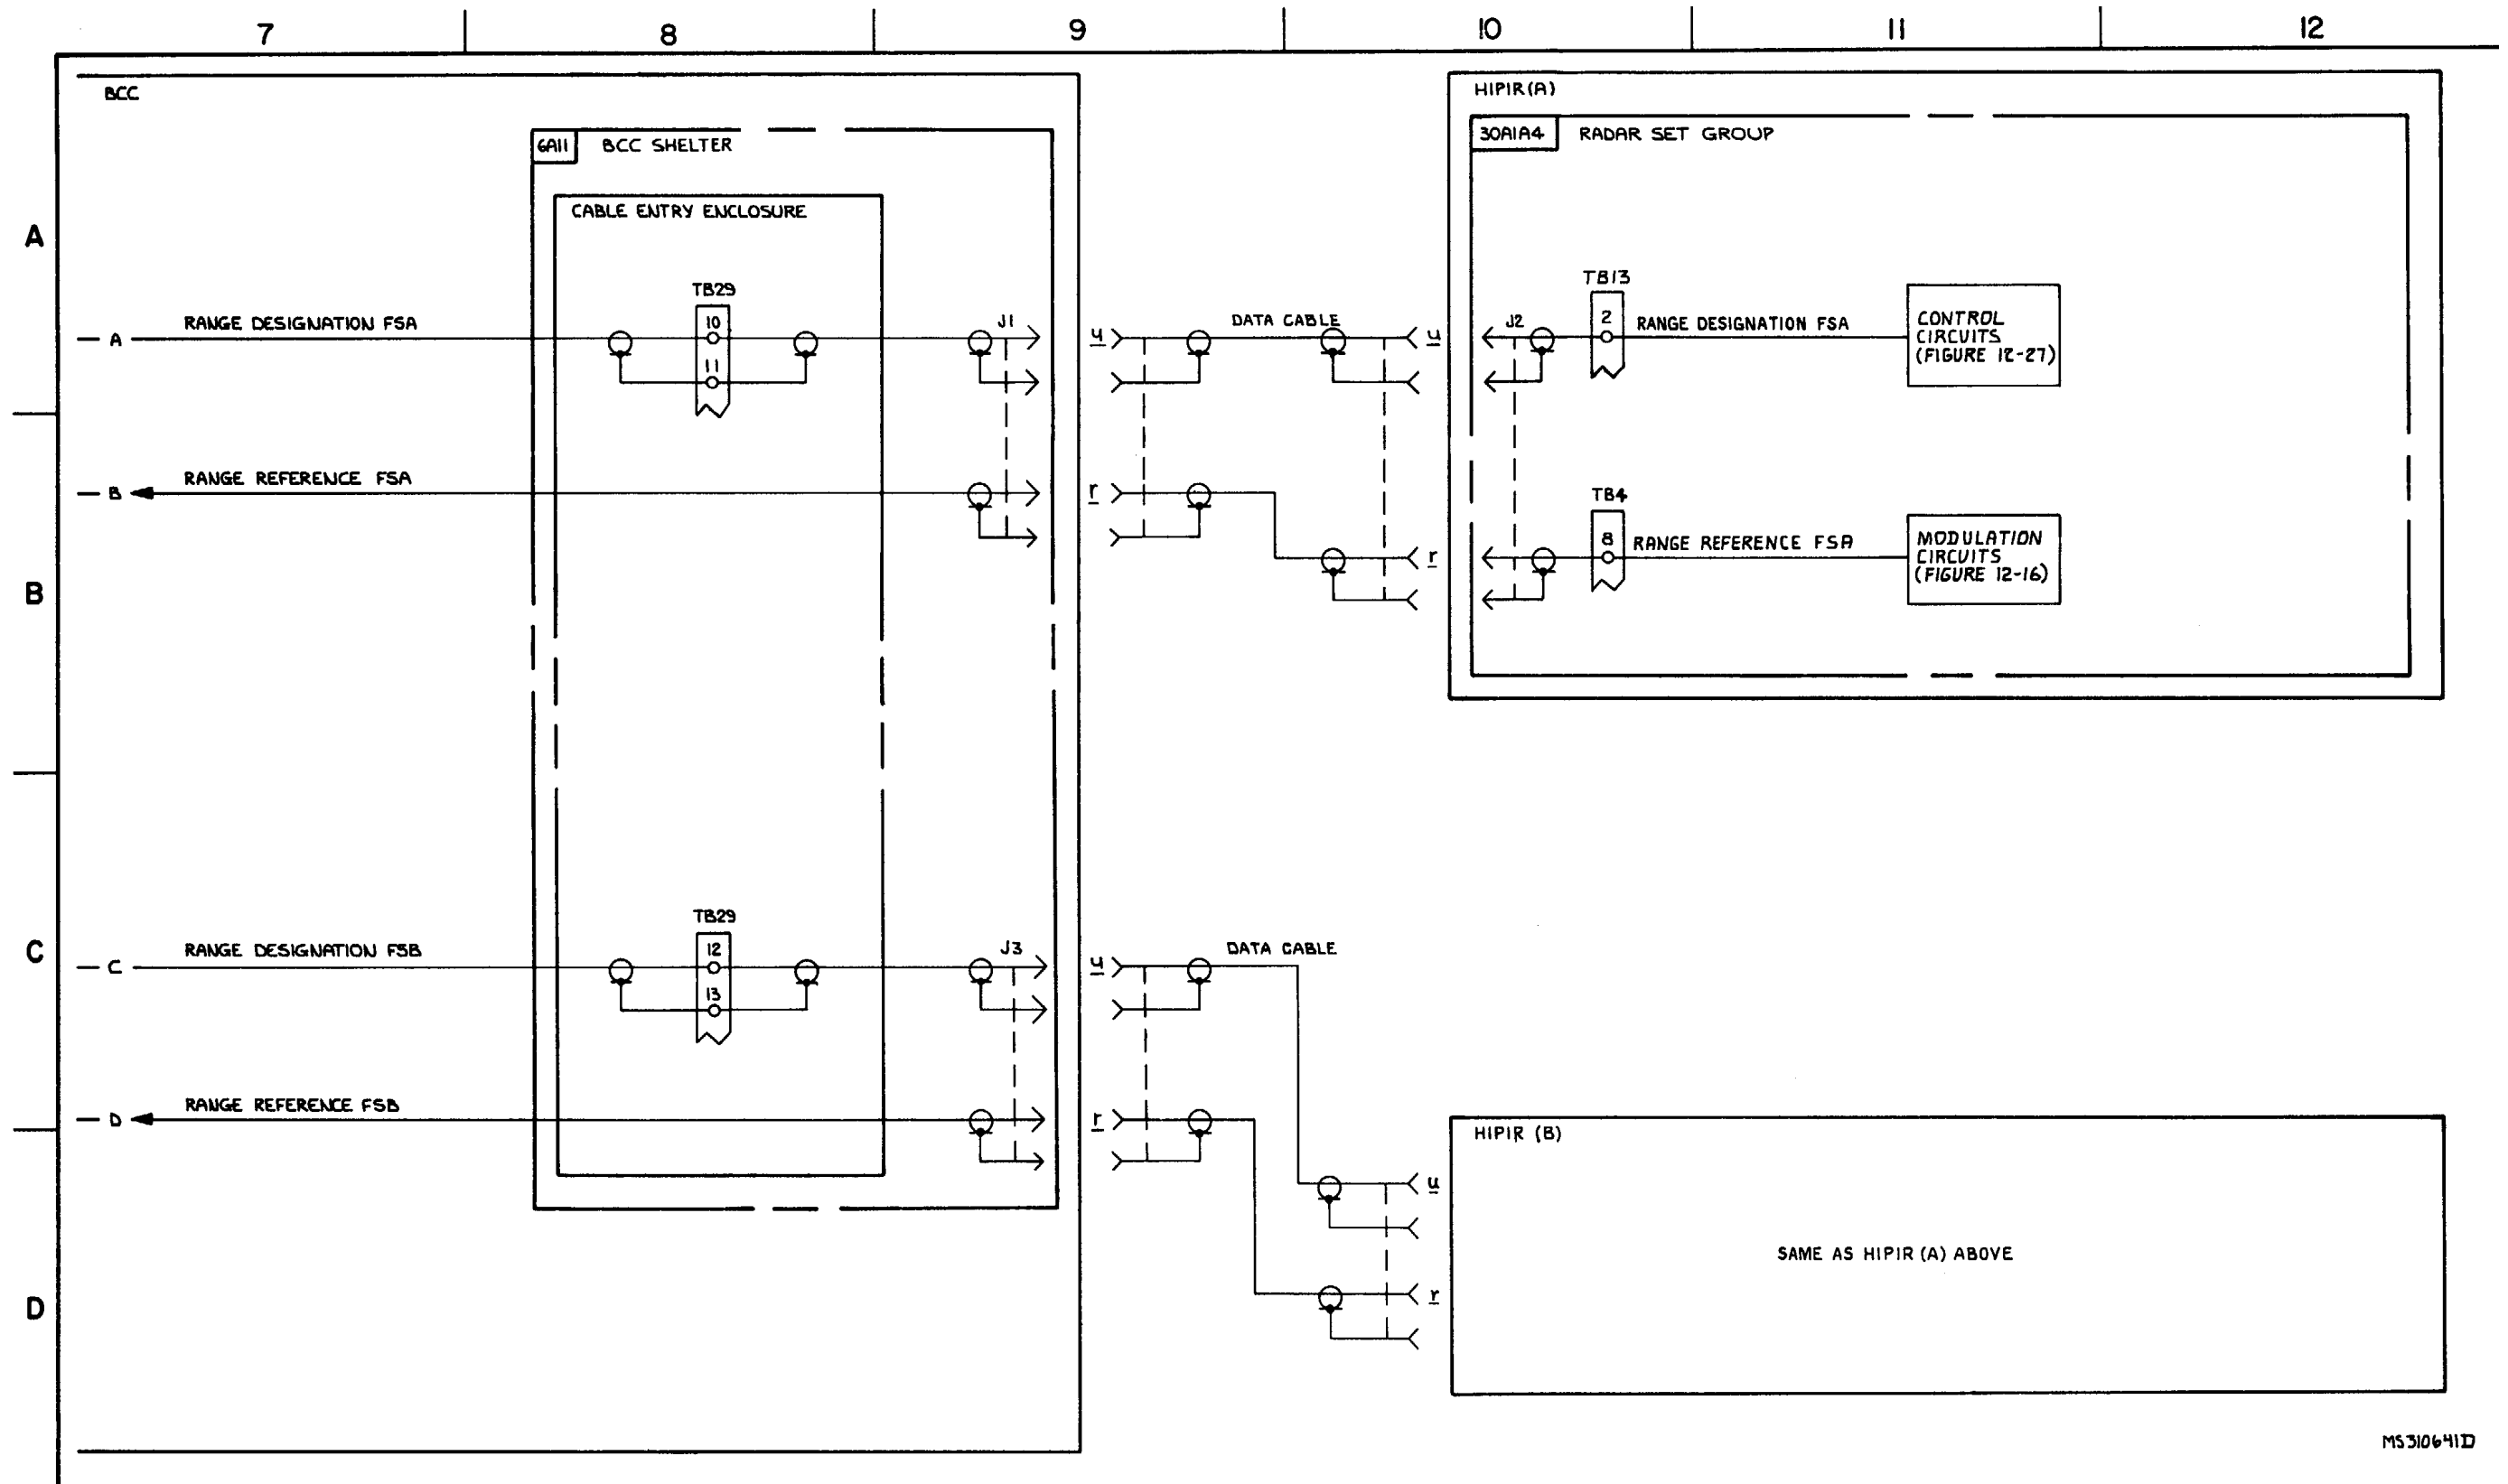 7 8 9 10 11 12
BCC
HIPIR(A)
6A11 BCC SHELTER
30A1A4 RADAR SET GROUP
CABLE ENTRY ENCLOSURE
A
TB29
TB13
A RANGE DESIGNATION FSA
10
J1
u
DATA CABLE
u
J2
2
RANGE DESIGNATION FSA
CONTROL
CIRCUITS
(FIGURE 12-27)
11
B RANGE REFERENCE FSA
r
TB4
8
RANGE REFERENCE FSA
r
MODULATION
CIRCUITS
(FIGURE 12-16)
B
TB29
C
C RANGE DESIGNATION FSB
12
J3
u
DATA CABLE
13
D RANGE REFERENCE FSB
r
HIPIR (B)
u
SAME AS HIPIR (A) ABOVE
r
D
MS310641D